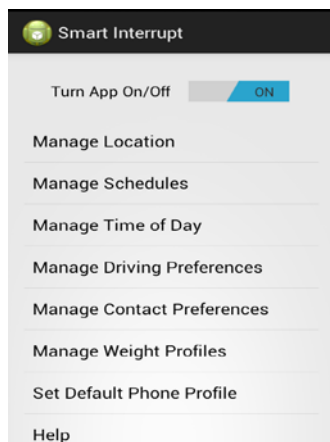 Smart Interrupt
Turn App On/Off ON
Manage Location
Manage Schedules
Manage Time of Day
Manage Driving Preferences
Manage Contact Preferences
Manage Weight Profiles
Set Default Phone Profile
Help